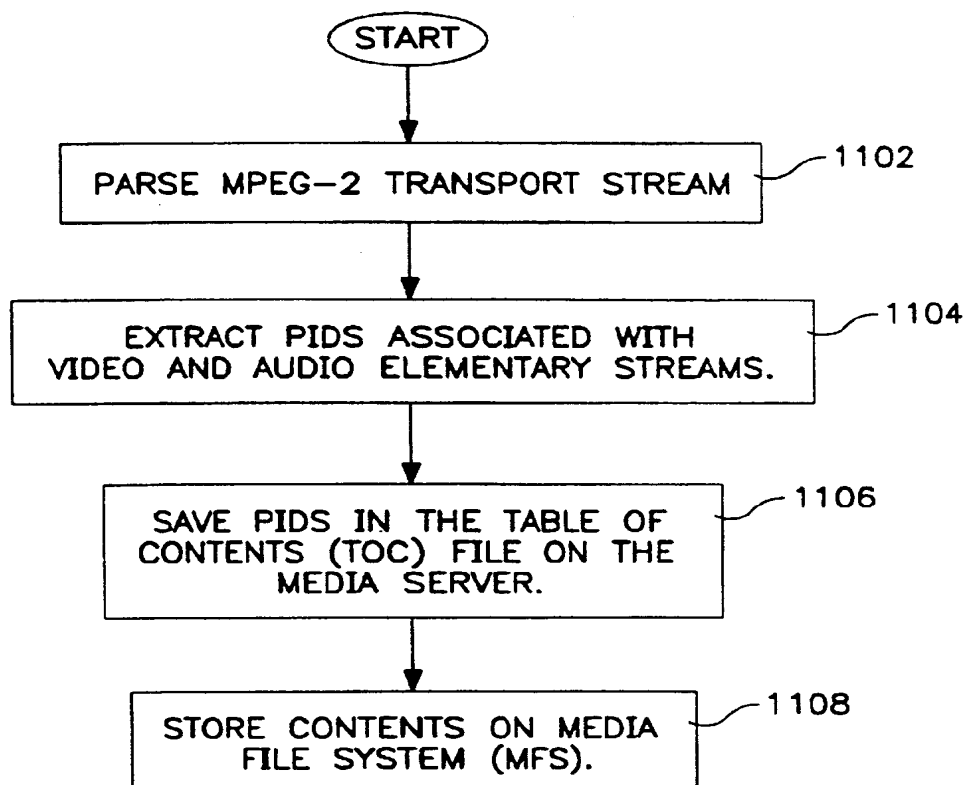 START
1102
PARSE MPEG-2 TRANSPORT STREAM
1104
EXTRACT PIDS ASSOCIATED WITH
VIDEO AND AUDIO ELEMENTARY STREAMS.
1106
SAVE PIDS IN THE TABLE OF
CONTENTS (TOC) FILE ON THE
MEDIA SERVER.
1108
STORE CONTENTS ON MEDIA
FILE SYSTEM (MFS).